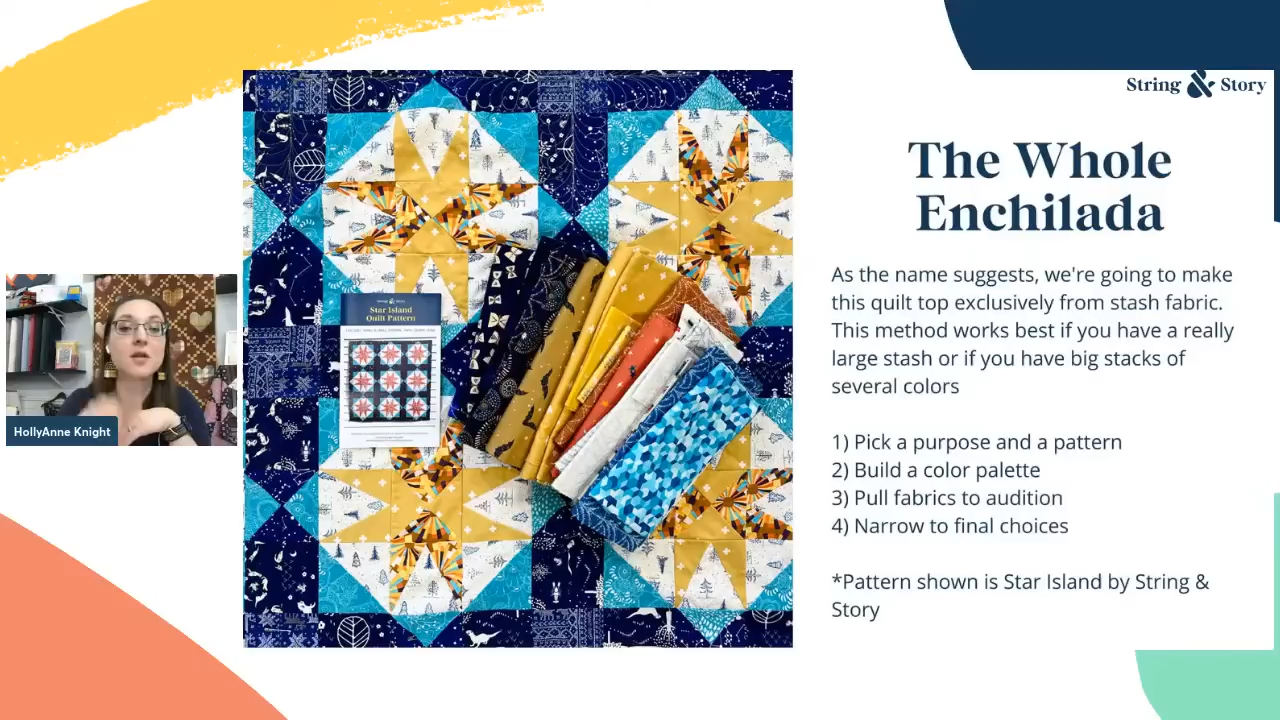 String & Story
The Whole
Enchilada
As the name suggests, we're going to make
this quilt top exclusively from stash fabric.
This method works best if you have a really
large stash or if you have big stacks of
several colors
1) Pick a purpose and a pattern
2) Build a color palette
3) Pull fabrics to audition
4) Narrow to final choices
*Pattern shown is Star Island by String &
Story
Star Island
Quilt Pattern
HollyAnne Knight